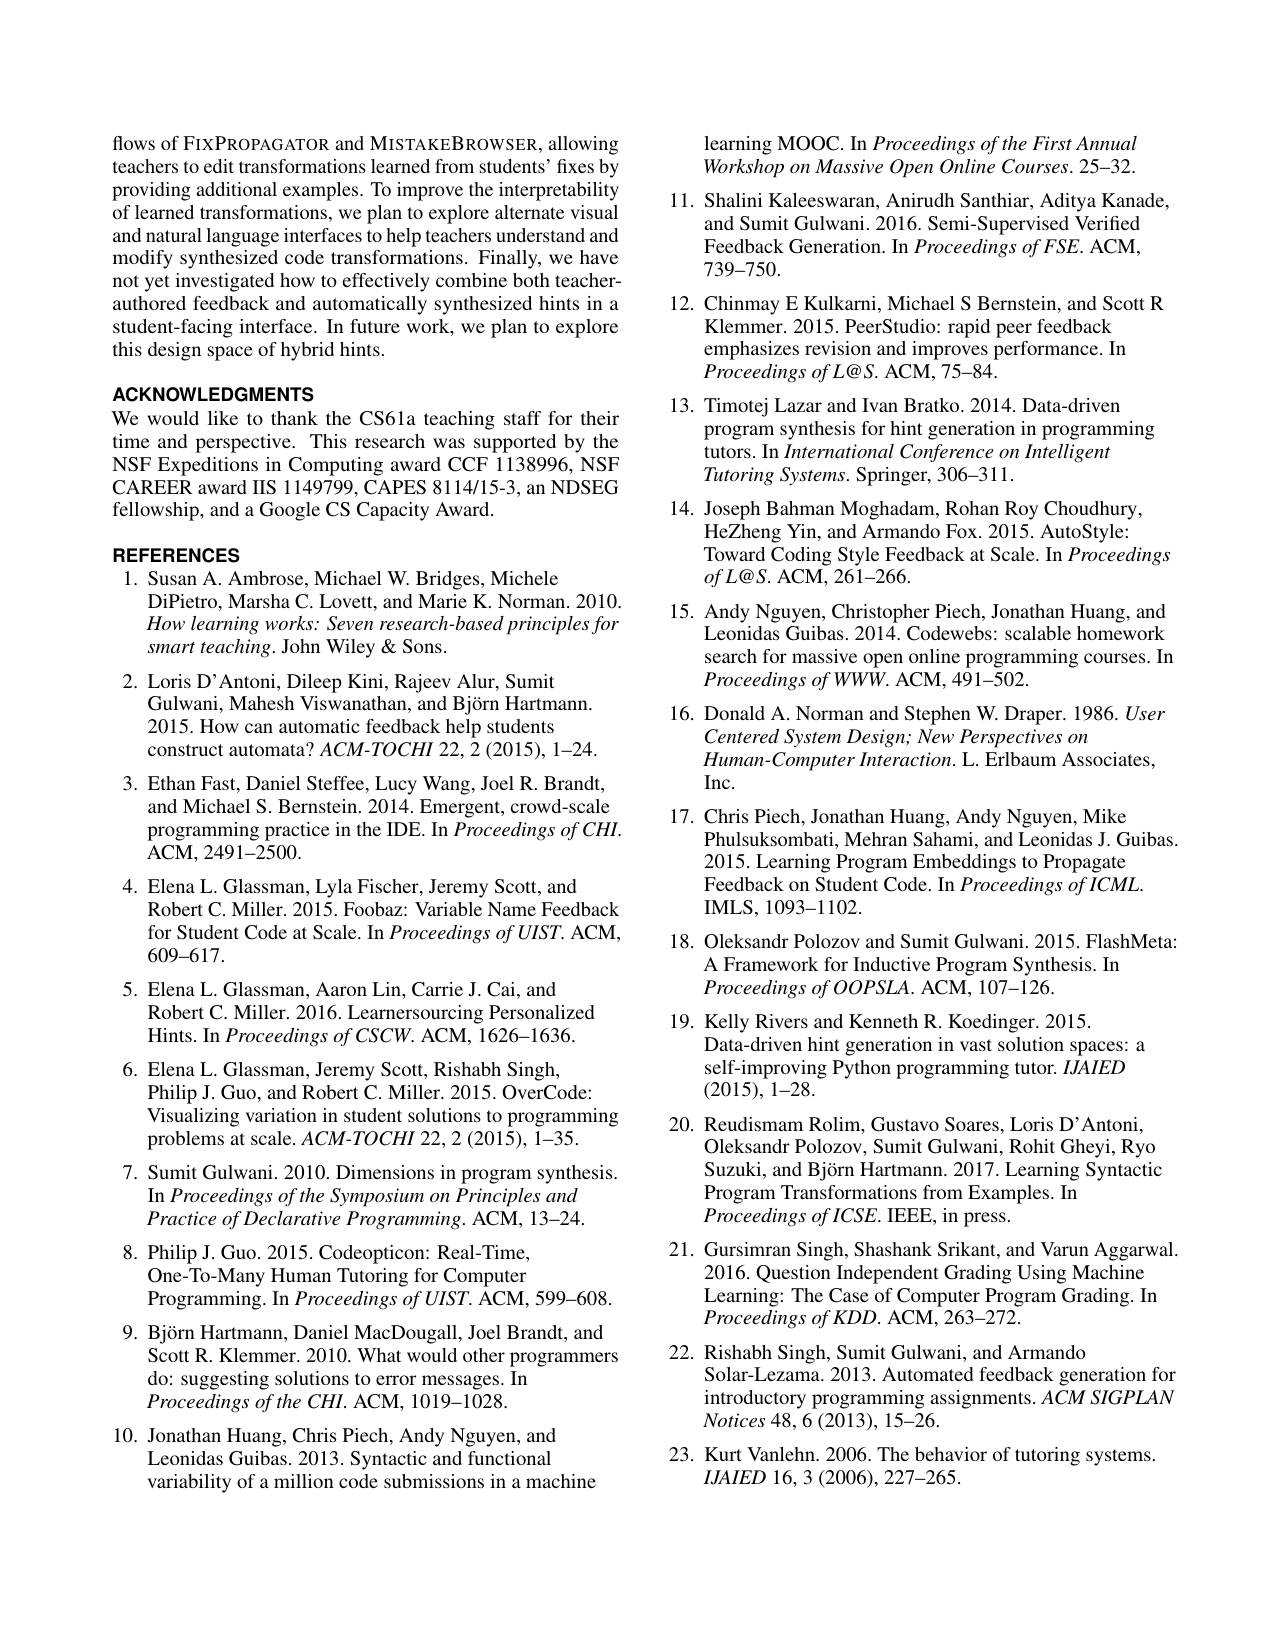 flows of FIXPROPAGATOR and MISTAKEBROWSER, allowing
teachers to edit transformations learned from students' fixes by
providing additional examples. To improve the interpretability
of learned transformations, we plan to explore alternate visual
and natural language interfaces to help teachers understand and
modify synthesized code transformations. Finally, we have
not yet investigated how to effectively combine both teacher-
authored feedback and automatically synthesized hints in a
student-facing interface. In future work, we plan to explore
this design space of hybrid hints.
ACKNOWLEDGMENTS
We would like to thank the CS61a teaching staff for their
time and perspective. This research was supported by the
NSF Expeditions in Computing award CCF 1138996, NSF
CAREER award IIS 1149799, CAPES 8114/15-3, an NDSEG
fellowship, and a Google CS Capacity Award.
REFERENCES
1. Susan A. Ambrose, Michael W. Bridges, Michele
DiPietro, Marsha C. Lovett, and Marie K. Norman. 2010.
How learning works: Seven research-based principles for
smart teaching. John Wiley & Sons.
2. Loris D'Antoni, Dileep Kini, Rajeev Alur, Sumit
Gulwani, Mahesh Viswanathan, and Björn Hartmann.
2015. How can automatic feedback help students
construct automata? ACM-TOCHI 22, 2 (2015), 1–24.
3. Ethan Fast, Daniel Steffee, Lucy Wang, Joel R. Brandt,
and Michael S. Bernstein. 2014. Emergent, crowd-scale
programming practice in the IDE. In Proceedings of CHI.
ACM, 2491–2500.
4. Elena L. Glassman, Lyla Fischer, Jeremy Scott, and
Robert C. Miller. 2015. Foobaz: Variable Name Feedback
for Student Code at Scale. In Proceedings of UIST. ACM,
609–617.
5. Elena L. Glassman, Aaron Lin, Carrie J. Cai, and
Robert C. Miller. 2016. Learnersourcing Personalized
Hints. In Proceedings of CSCW. ACM, 1626–1636.
6. Elena L. Glassman, Jeremy Scott, Rishabh Singh,
Philip J. Guo, and Robert C. Miller. 2015. OverCode:
Visualizing variation in student solutions to programming
problems at scale. ACM-TOCHI 22, 2 (2015), 1–35.
7. Sumit Gulwani. 2010. Dimensions in program synthesis.
In Proceedings of the Symposium on Principles and
Practice of Declarative Programming. ACM, 13–24.
8. Philip J. Guo. 2015. Codeopticon: Real-Time,
One-To-Many Human Tutoring for Computer
Programming. In Proceedings of UIST. ACM, 599–608.
9. Björn Hartmann, Daniel MacDougall, Joel Brandt, and
Scott R. Klemmer. 2010. What would other programmers
do: suggesting solutions to error messages. In
Proceedings of the CHI. ACM, 1019–1028.
10. Jonathan Huang, Chris Piech, Andy Nguyen, and
Leonidas Guibas. 2013. Syntactic and functional
variability of a million code submissions in a machine
learning MOOC. In Proceedings of the First Annual
Workshop on Massive Open Online Courses. 25–32.
11. Shalini Kaleeswaran, Anirudh Santhiar, Aditya Kanade,
and Sumit Gulwani. 2016. Semi-Supervised Verified
Feedback Generation. In Proceedings of FSE. ACM,
739–750.
12. Chinmay E Kulkarni, Michael S Bernstein, and Scott R
Klemmer. 2015. PeerStudio: rapid peer feedback
emphasizes revision and improves performance. In
Proceedings of L@S. ACM, 75–84.
13. Timotej Lazar and Ivan Bratko. 2014. Data-driven
program synthesis for hint generation in programming
tutors. In International Conference on Intelligent
Tutoring Systems. Springer, 306–311.
14. Joseph Bahman Moghadam, Rohan Roy Choudhury,
HeZheng Yin, and Armando Fox. 2015. AutoStyle:
Toward Coding Style Feedback at Scale. In Proceedings
of L@S. ACM, 261–266.
15. Andy Nguyen, Christopher Piech, Jonathan Huang, and
Leonidas Guibas. 2014. Codewebs: scalable homework
search for massive open online programming courses. In
Proceedings of WWW. ACM, 491–502.
16. Donald A. Norman and Stephen W. Draper. 1986. User
Centered System Design; New Perspectives on
Human-Computer Interaction. L. Erlbaum Associates,
Inc.
17. Chris Piech, Jonathan Huang, Andy Nguyen, Mike
Phulsuksombati, Mehran Sahami, and Leonidas J. Guibas.
2015. Learning Program Embeddings to Propagate
Feedback on Student Code. In Proceedings of ICML.
IMLS, 1093–1102.
18. Oleksandr Polozov and Sumit Gulwani. 2015. FlashMeta:
A Framework for Inductive Program Synthesis. In
Proceedings of OOPSLA. ACM, 107–126.
19. Kelly Rivers and Kenneth R. Koedinger. 2015.
Data-driven hint generation in vast solution spaces: a
self-improving Python programming tutor. IJAIED
(2015), 1–28.
20. Reudismam Rolim, Gustavo Soares, Loris D'Antoni,
Oleksandr Polozov, Sumit Gulwani, Rohit Gheyi, Ryo
Suzuki, and Björn Hartmann. 2017. Learning Syntactic
Program Transformations from Examples. In
Proceedings of ICSE. IEEE, in press.
21. Gursimran Singh, Shashank Srikant, and Varun Aggarwal.
2016. Question Independent Grading Using Machine
Learning: The Case of Computer Program Grading. In
Proceedings of KDD. ACM, 263–272.
22. Rishabh Singh, Sumit Gulwani, and Armando
Solar-Lezama. 2013. Automated feedback generation for
introductory programming assignments. ACM SIGPLAN
Notices 48, 6 (2013), 15–26.
23. Kurt Vanlehn. 2006. The behavior of tutoring systems.
IJAIED 16, 3 (2006), 227–265.